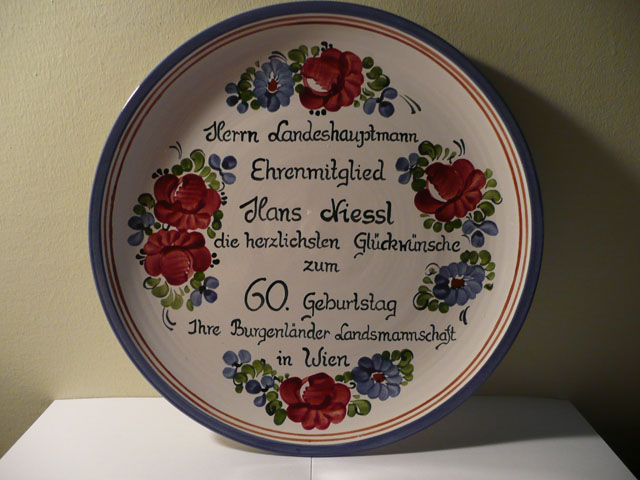 Herrn Landeshauptmann
Ehrenmitglied
Hans Niessl
die herzlichsten Glückwünsche
zum
60. Geburtstag
Ihre Burgenländer Landsmannschaft
in Wien